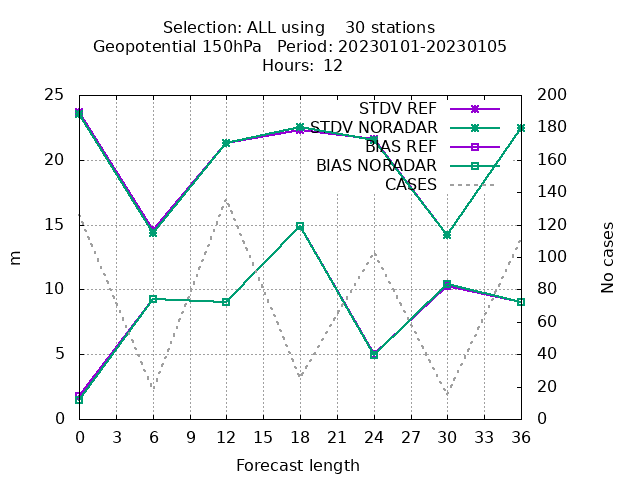 Selection: ALL using    30 stations
Geopotential 150hPa   Period: 20230101-20230105
Hours:  12
25 200
STDV REF
STDV NORADAR 180
BIAS REF
20 160
BIAS NORADAR
CASES
140
15 120
m 100 No cases
10 80
60
5 40
20
0 0
0 3 6 9 12 15 18 21 24 27 30 33 36
Forecast length